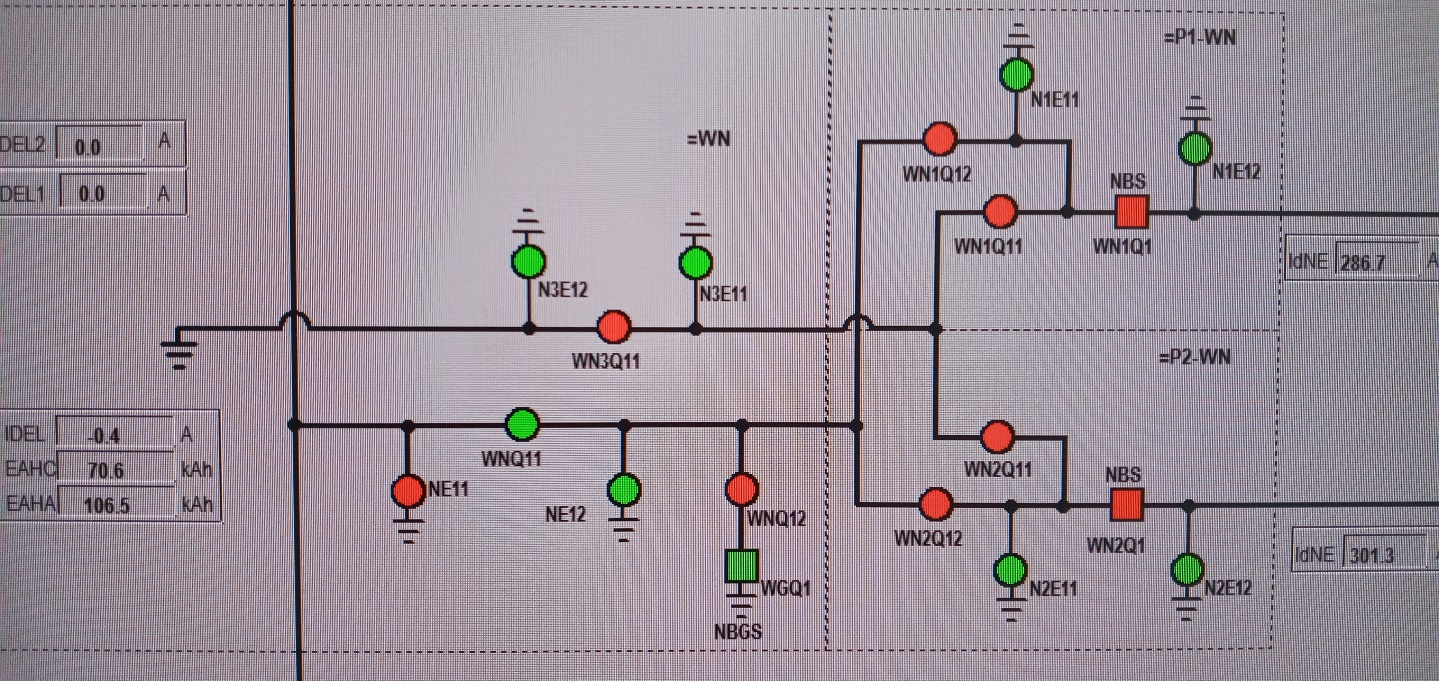 =P1-WN
N1E11
DEL2 0.0 A
=WN
WN1Q12
N1E12
NBS
DEL1 0.0 A
WN1Q11
WN1Q1
IdNE 286.7 A
N3E12
N3E11
WN3Q11
=P2-WN
IDEL -0.4 A
WNQ11
EAHC 70.6 kAh
WN2Q11
NBS
NE11
EAHA 106.5 kAh
NE12
WNQ12
WN2Q12
WN2Q1
IdNE 301.3
WGQ1
N2E11
N2E12
NBGS